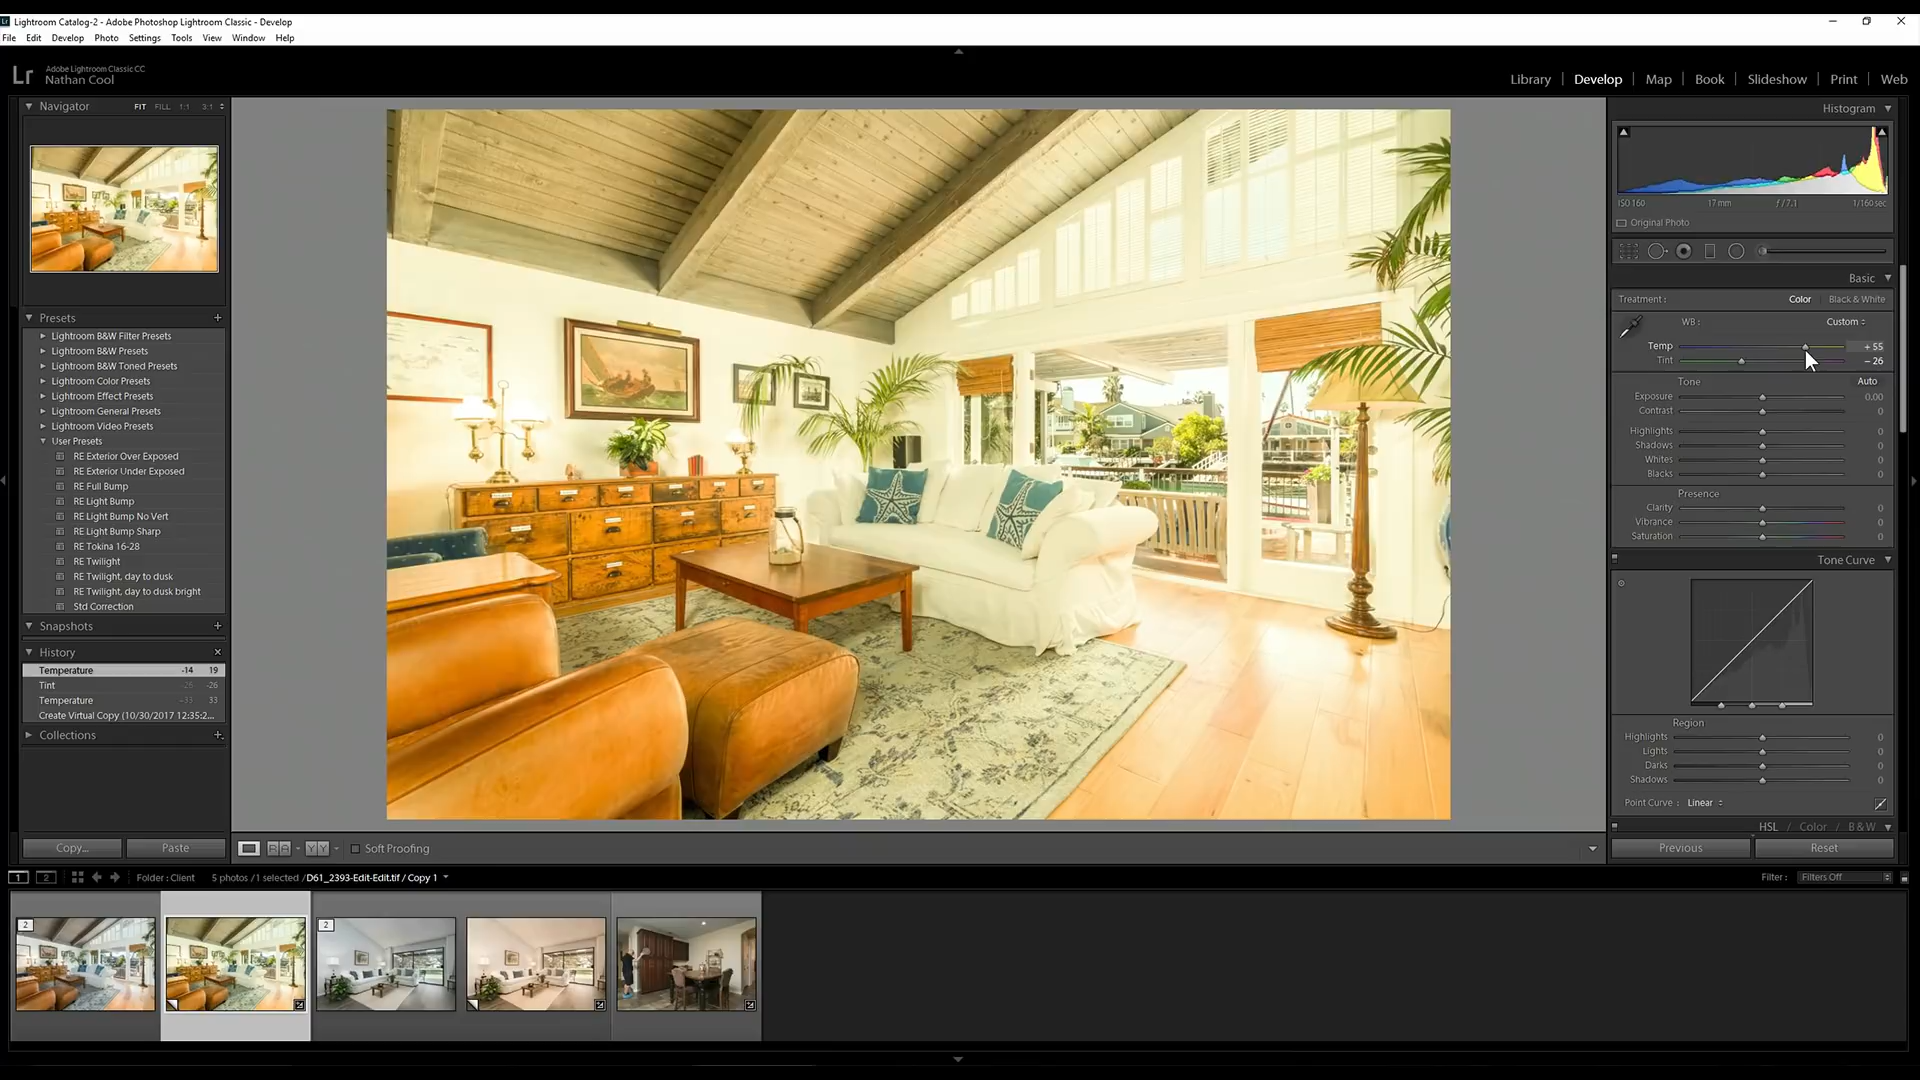 Lightroom Catalog-2 - Adobe Photoshop Lightroom Classic - Develop
File Edit Develop Photo Settings Tools View Window Help
Lr
Adobe Lightroom Classic CC
Nathan Cool
Library | Develop | Map | Book | Slideshow | Print | Web
Navigator FIT FILL 1:1 3:1
Presets
Lightroom B&W Filter Presets
Lightroom B&W Presets
Lightroom B&W Toned Presets
Lightroom Color Presets
Lightroom Effect Presets
Lightroom General Presets
Lightroom Video Presets
User Presets
RE Exterior Over Exposed
RE Exterior Under Exposed
RE Full Bump
RE Light Bump
RE Light Bump No Vert
RE Light Bump Sharp
RE Tokina 16-28
RE Twilight
RE Twilight, day to dusk
RE Twilight, day to dusk bright
Std Correction
Snapshots
History
Temperature -14 19
Tint -26 -26
Temperature -33 33
Create Virtual Copy (10/30/2017 12:35:2...
Collections
Copy... Paste
Soft Proofing
Histogram
ISO 160 17 mm ƒ / 7.1 1/160 sec
Original Photo
Basic
Treatment : Color Black & White
WB : Custom
Temp + 55
Tint – 26
Tone Auto
Exposure 0.00
Contrast 0
Highlights 0
Shadows 0
Whites 0
Blacks 0
Presence
Clarity 0
Vibrance 0
Saturation 0
Tone Curve
Region
Highlights 0
Lights 0
Darks 0
Shadows 0
Point Curve : Linear
HSL / Color / B & W
Previous Reset
1 2 Folder : Client 5 photos / 1 selected / D61_2393-Edit-Edit.tif / Copy 1
Filter : Filters Off
2
2